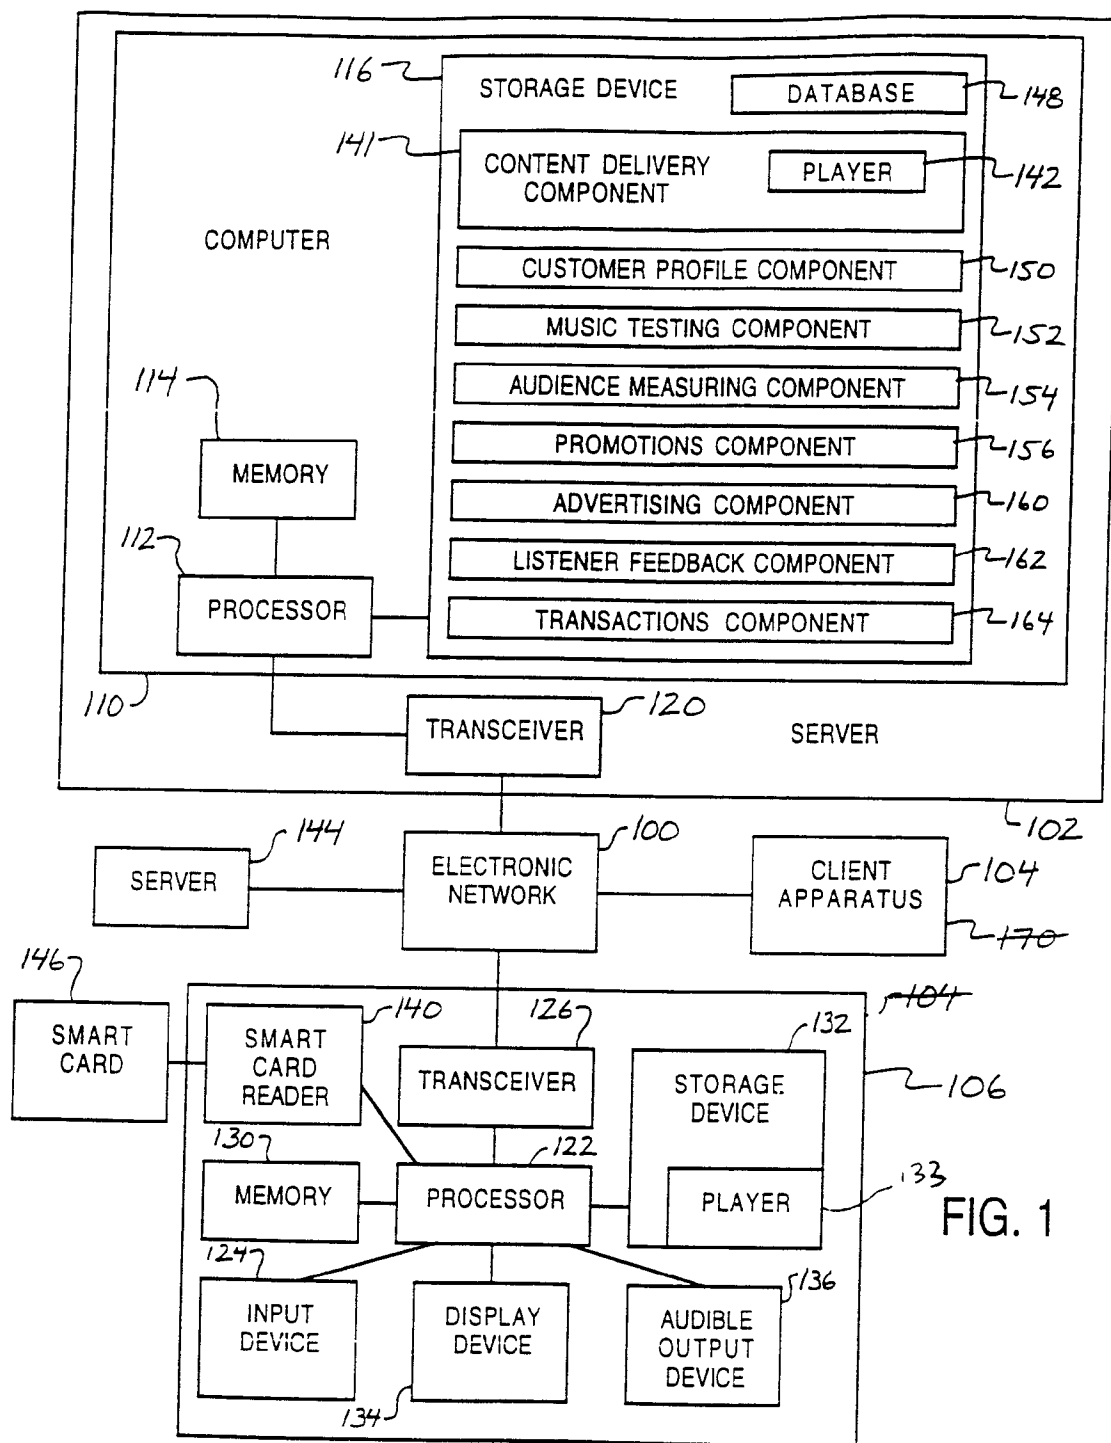 116
STORAGE DEVICE
DATABASE
148
141
CONTENT DELIVERY
COMPONENT
PLAYER
142
COMPUTER
CUSTOMER PROFILE COMPONENT
150
MUSIC TESTING COMPONENT
152
114
AUDIENCE MEASURING COMPONENT
154
MEMORY
PROMOTIONS COMPONENT
156
ADVERTISING COMPONENT
160
112
LISTENER FEEDBACK COMPONENT
162
PROCESSOR
TRANSACTIONS COMPONENT
164
110
120
TRANSCEIVER
SERVER
102
144
SERVER
100
ELECTRONIC
NETWORK
CLIENT
APPARATUS
104
170
146
SMART
CARD
140
SMART
CARD
READER
126
TRANSCEIVER
132
STORAGE
DEVICE
104
106
130
MEMORY
122
PROCESSOR
PLAYER
133
FIG. 1
124
INPUT
DEVICE
DISPLAY
DEVICE
134
136
AUDIBLE
OUTPUT
DEVICE